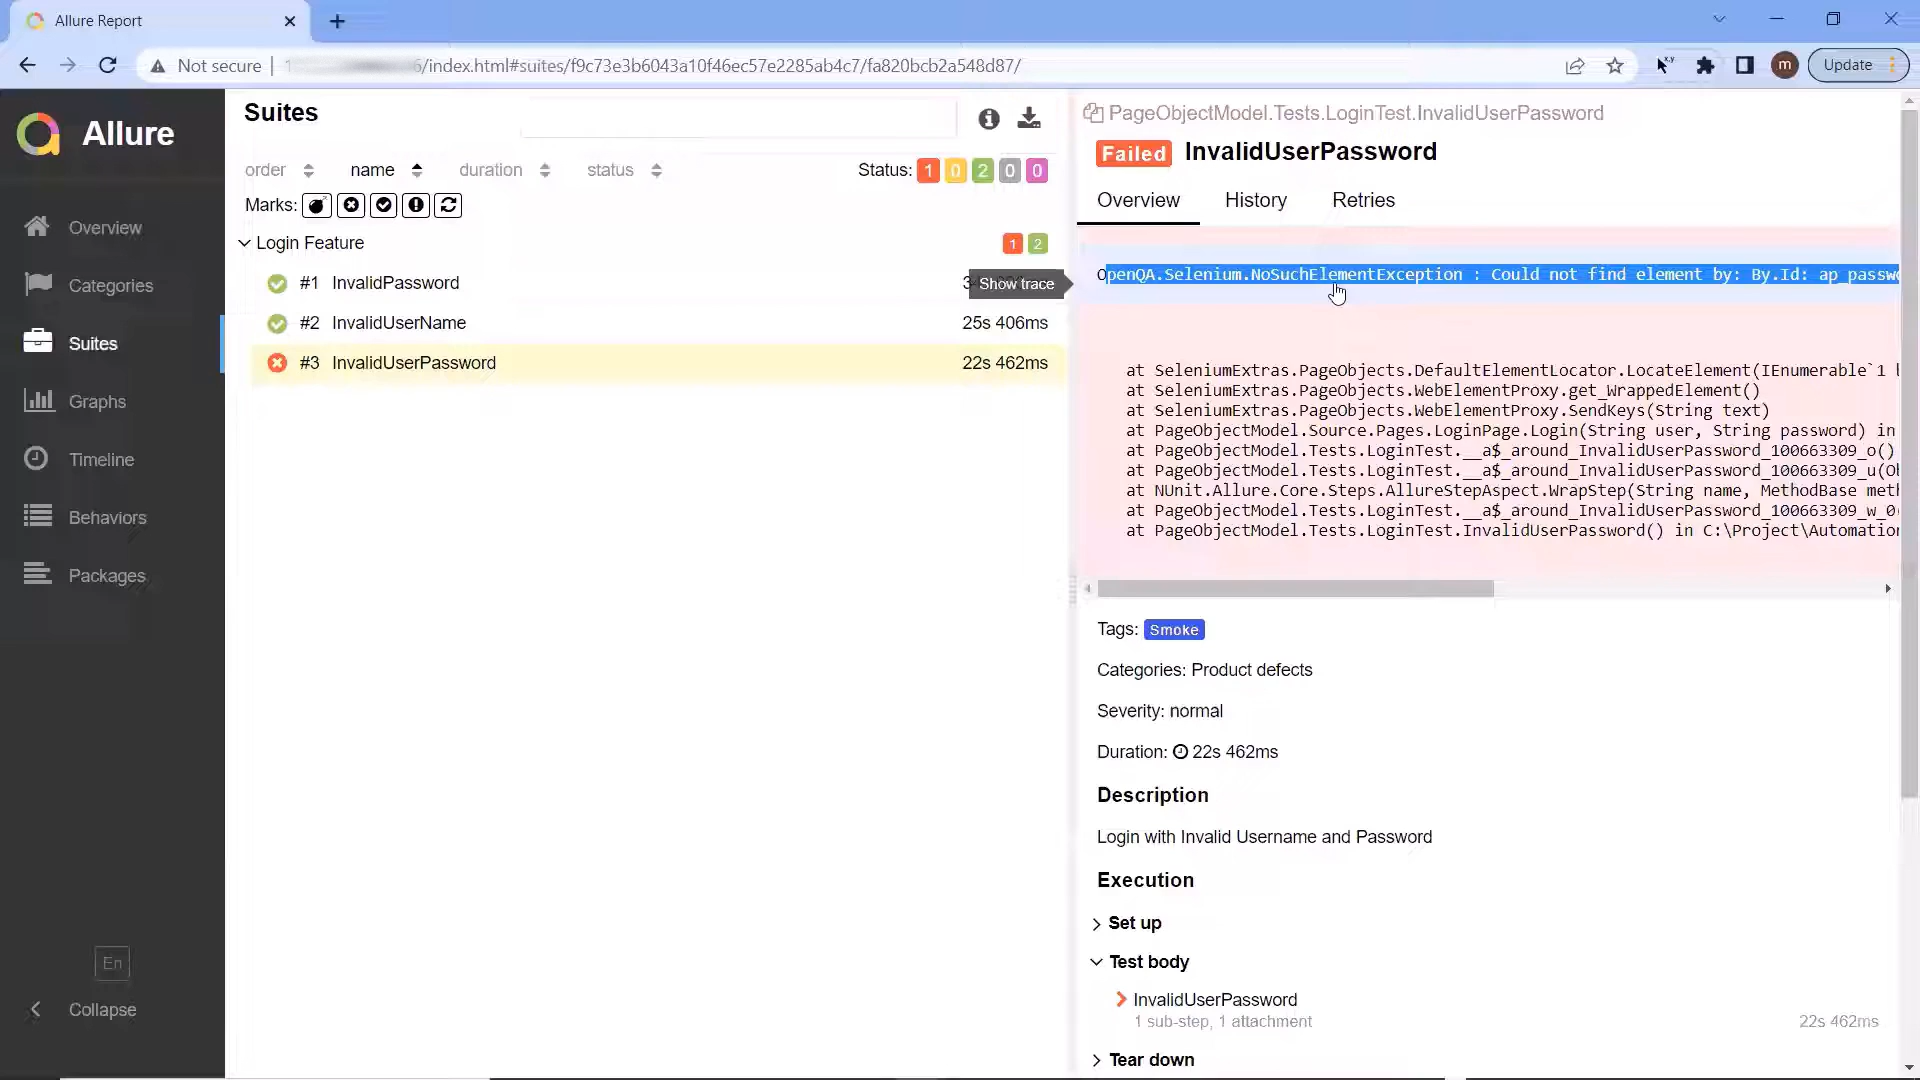 Allure Report
Not secure
6/index.html#suites/f9c73e3b6043a10f46ec57e2285ab4c7/fa820bcb2a548d87/
m
Update
Allure
Overview
Categories
Suites
Graphs
Timeline
Behaviors
Packages
En
Collapse
Suites
order name duration status
Status: 1 0 2 0 0
Marks:
Login Feature 1 2
#1 InvalidPassword
Show trace
#2 InvalidUserName 25s 406ms
#3 InvalidUserPassword 22s 462ms
PageObjectModel.Tests.LoginTest.InvalidUserPassword
Failed InvalidUserPassword
Overview History Retries
OpenQA.Selenium.NoSuchElementException : Could not find element by: By.Id: ap_passw
at SeleniumExtras.PageObjects.DefaultElementLocator.LocateElement(IEnumerable`1
at SeleniumExtras.PageObjects.WebElementProxy.get_WrappedElement()
at SeleniumExtras.PageObjects.WebElementProxy.SendKeys(String text)
at PageObjectModel.Source.Pages.LoginPage.Login(String user, String password) in
at PageObjectModel.Tests.LoginTest.__a$_around_InvalidUserPassword_100663309_o()
at PageObjectModel.Tests.LoginTest.__a$_around_InvalidUserPassword_100663309_u(Ob
at NUnit.Allure.Core.Steps.AllureStepAspect.WrapStep(String name, MethodBase meth
at PageObjectModel.Tests.LoginTest.__a$_around_InvalidUserPassword_100663309_w_0(
at PageObjectModel.Tests.LoginTest.InvalidUserPassword() in C:\Project\Automation
Tags: Smoke
Categories: Product defects
Severity: normal
Duration: 22s 462ms
Description
Login with Invalid Username and Password
Execution
Set up
Test body
InvalidUserPassword
1 sub-step, 1 attachment 22s 462ms
Tear down